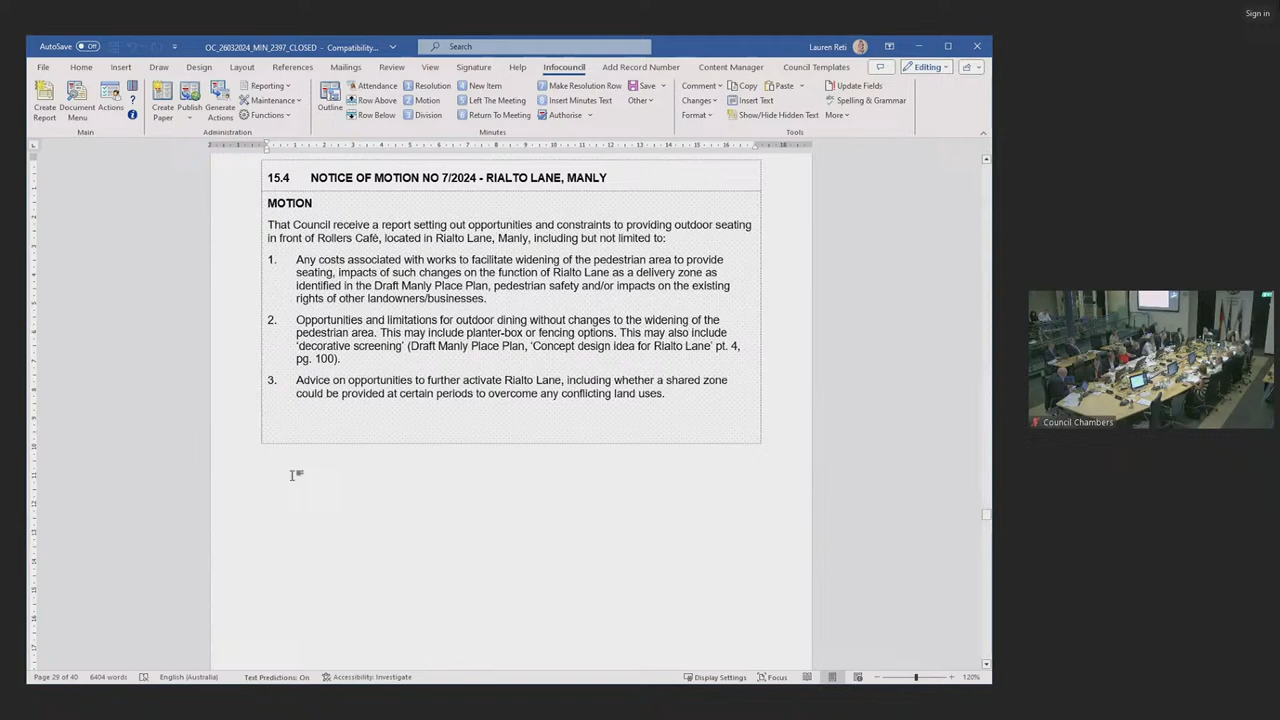 Sign in
AutoSave Off OC_26032024_MIN_2397_CLOSED - Compatibility... Search Lauren Reti
File Home Insert Draw Design Layout References Mailings Review View Signature Help Infocouncil Add Record Number Content Manager Council Templates Editing
Create Report Document Menu Actions Create Paper Publish Generate Actions Reporting Outline Attendance 1 Resolution 4 New Item 7 Make Resolution Row Save Comment Copy Paste Update Fields
Maintenance Row Above 2 Motion 5 Left The Meeting 8 Insert Minutes Text Other Changes Insert Text Spelling & Grammar
Functions Row Below 3 Division 6 Return To Meeting Authorise Format Show/Hide Hidden Text More
Main Administration Minutes Tools
15.4 NOTICE OF MOTION NO 7/2024 - RIALTO LANE, MANLY
MOTION
That Council receive a report setting out opportunities and constraints to providing outdoor seating
in front of Rollers Café, located in Rialto Lane, Manly, including but not limited to:
1. Any costs associated with works to facilitate widening of the pedestrian area to provide
seating, impacts of such changes on the function of Rialto Lane as a delivery zone as
identified in the Draft Manly Place Plan, pedestrian safety and/or impacts on the existing
rights of other landowners/businesses.
2. Opportunities and limitations for outdoor dining without changes to the widening of the
pedestrian area. This may include planter-box or fencing options. This may also include
‘decorative screening’ (Draft Manly Place Plan, ‘Concept design idea for Rialto Lane’ pt. 4,
pg. 100).
3. Advice on opportunities to further activate Rialto Lane, including whether a shared zone
could be provided at certain periods to overcome any conflicting land uses.
Council Chambers
Page 29 of 40 6404 words English (Australia) Text Predictions: On Accessibility: Investigate Display Settings Focus 120%